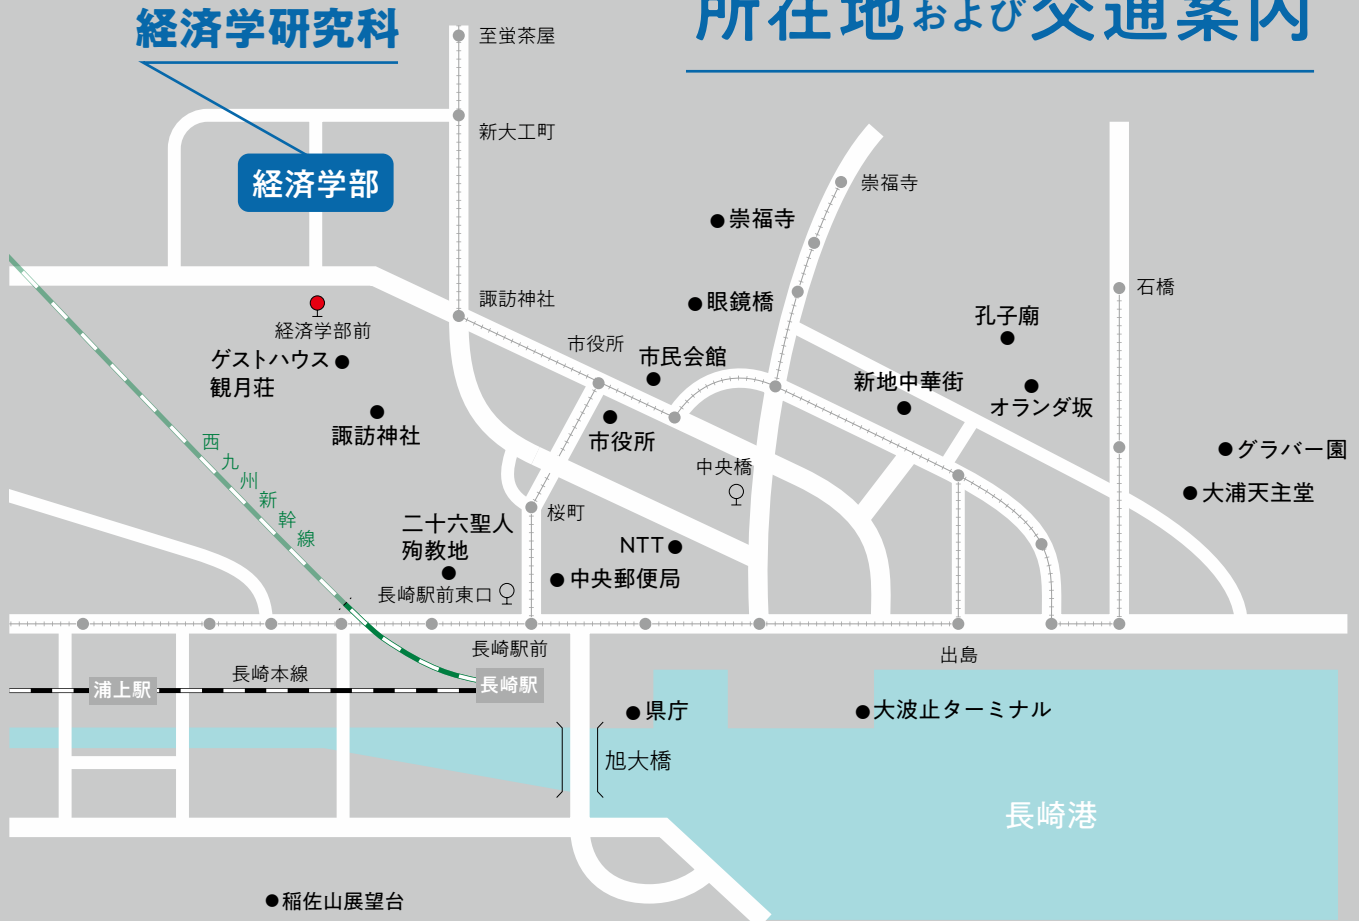 経済学研究科
所在地および交通案内
至蛍茶屋
新大工町
経済学部
崇福寺
崇福寺
諏訪神社
眼鏡橋
石橋
経済学部前
孔子廟
市役所
市民会館
ゲストハウス
観月荘
新地中華街
オランダ坂
諏訪神社
市役所
西九州新幹線
中央橋
グラバー園
大浦天主堂
桜町
二十六聖人
殉教地
NTT
中央郵便局
長崎駅前東口
長崎駅前
出島
長崎本線
浦上駅
長崎駅
県庁
大波止ターミナル
旭大橋
長崎港
稲佐山展望台